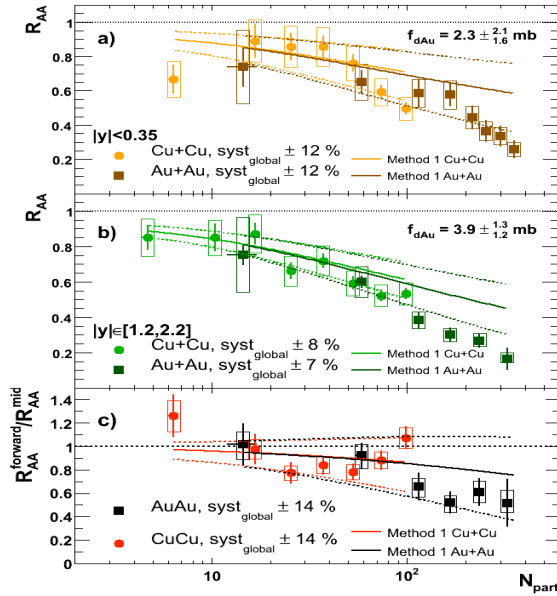 R_AA
1
0.8
0.6
0.4
0.2
a)
f_dAu = 2.3 ± 2.1 1.6 mb
|y|<0.35
Cu+Cu, syst_global ± 12 %
Au+Au, syst_global ± 12 %
Method 1 Cu+Cu
Method 1 Au+Au
R_AA
1
0.8
0.6
0.4
0.2
b)
f_dAu = 3.9 ± 1.3 1.2 mb
|y|∈[1.2,2.2]
Cu+Cu, syst_global ± 8 %
Au+Au, syst_global ± 7 %
Method 1 Cu+Cu
Method 1 Au+Au
R_AA^forward/R_AA^mid
1.4
1.2
1
0.8
0.6
0.4
0.2
0
c)
AuAu, syst_global ± 14 %
CuCu, syst_global ± 14 %
Method 1 Cu+Cu
Method 1 Au+Au
10
10²
N_part